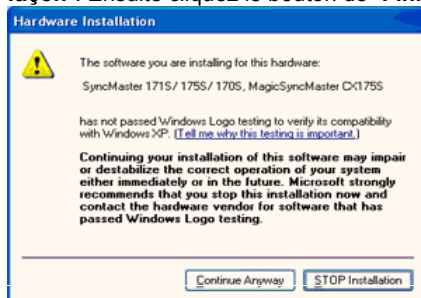 Hardware Installation
The software you are installing for this hardware:
SyncMaster 171S/ 175S/ 170S, MagicSyncMaster CX175S
has not passed Windows Logo testing to verify its compatibility
with Windows XP. (Tell me why this testing is important.)
Continuing your installation of this software may impair
or destabilize the correct operation of your system
either immediately or in the future. Microsoft strongly
recommends that you stop this installation now and
contact the hardware vendor for software that has
passed Windows Logo testing.
Continue Anyway STOP Installation